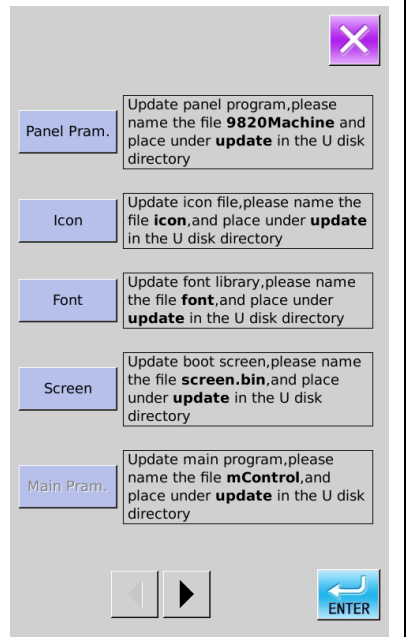 Panel Pram.
Update panel program,please
name the file 9820Machine and
place under update in the U disk
directory
Icon
Update icon file,please name the
file icon,and place under update
in the U disk directory
Font
Update font library,please name
the file font,and place under
update in the U disk directory
Screen
Update boot screen,please name
the file screen.bin,and place
under update in the U disk
directory
Main Pram.
Update main program,please
name the file mControl,and
place under update in the U disk
directory
ENTER